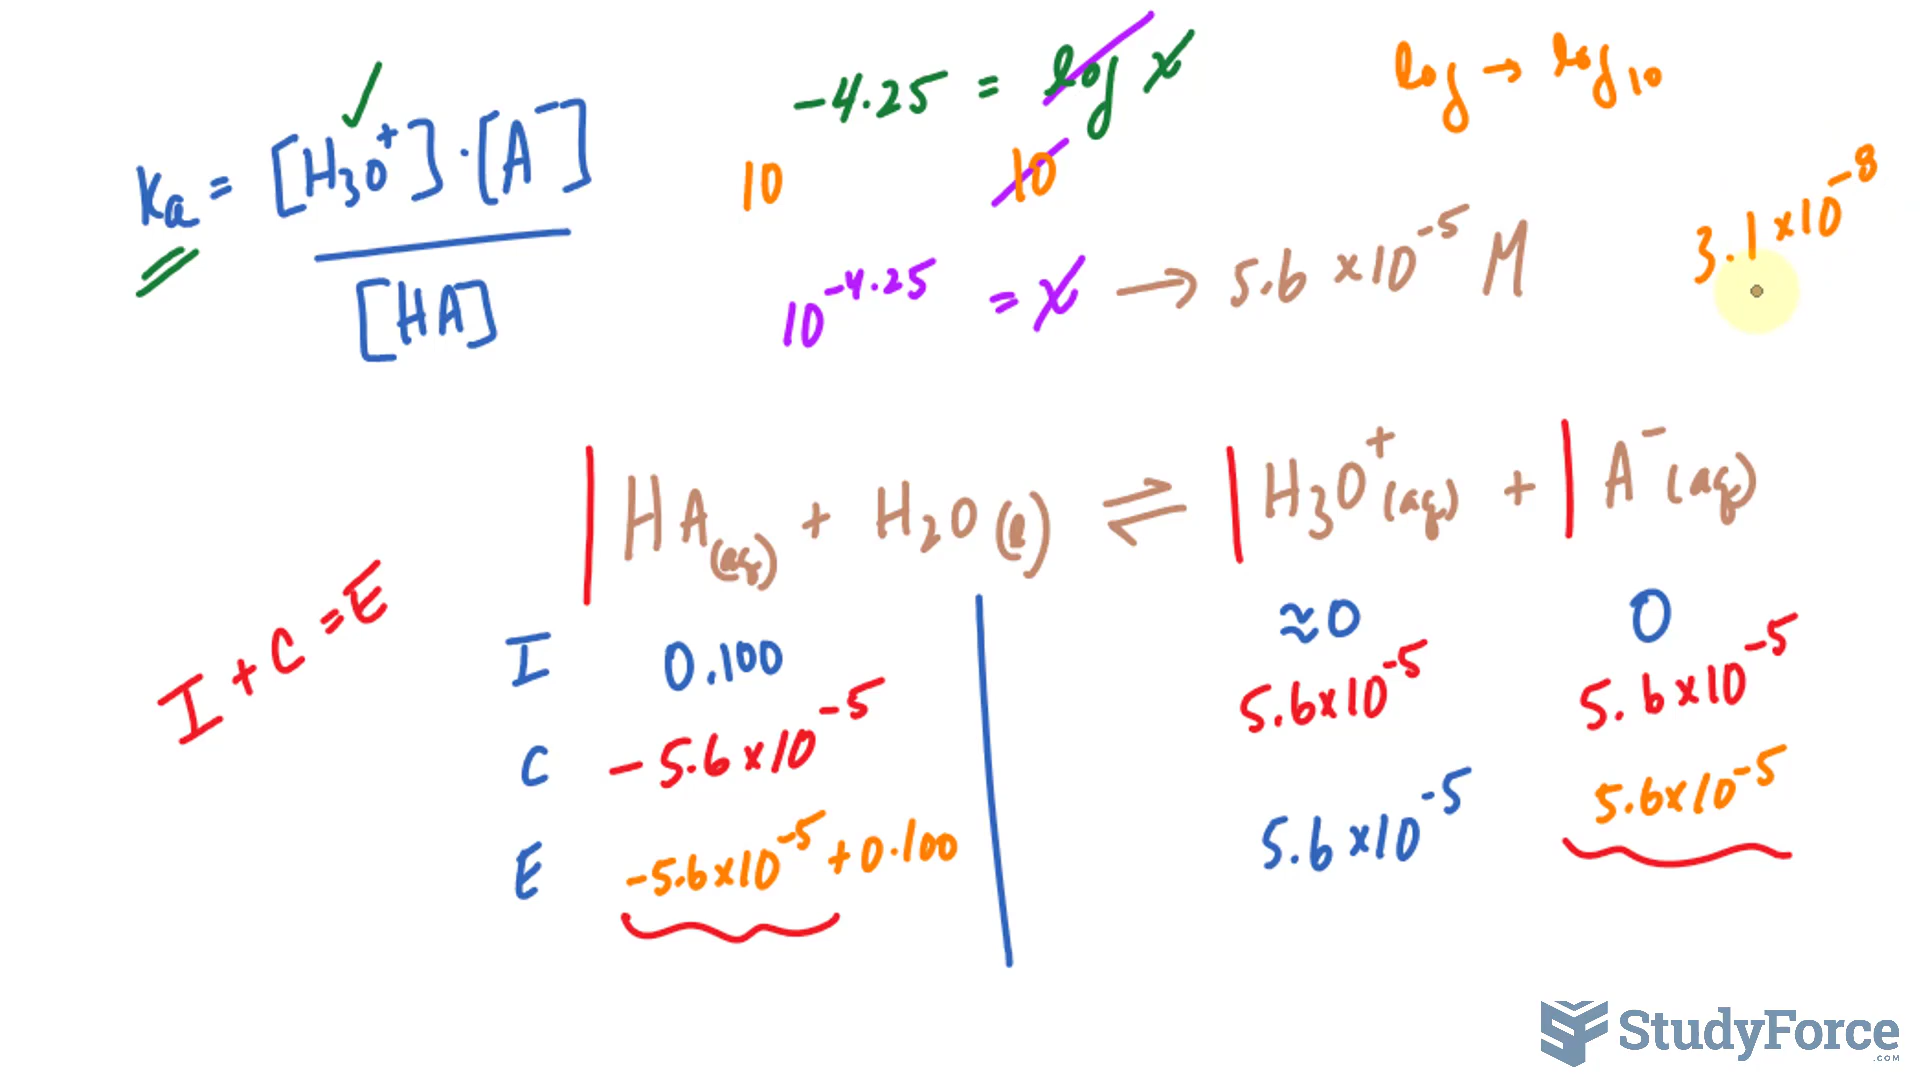 Ka = [H3O+]·[A−]
[HA]
−4.25 = log x
10 10
10^−4.25 = x → 5.6 × 10^−5 M
log → log10
3.1 × 10^−8
HA(aq) + H2O(l) ⇌ H3O+(aq) + A−(aq)
I + C = E
I 0.100 ≈0 0
C −5.6×10^−5 5.6×10^−5 5.6×10^−5
E −5.6×10^−5 + 0.100 5.6×10^−5 5.6×10^−5
StudyForce
.COM